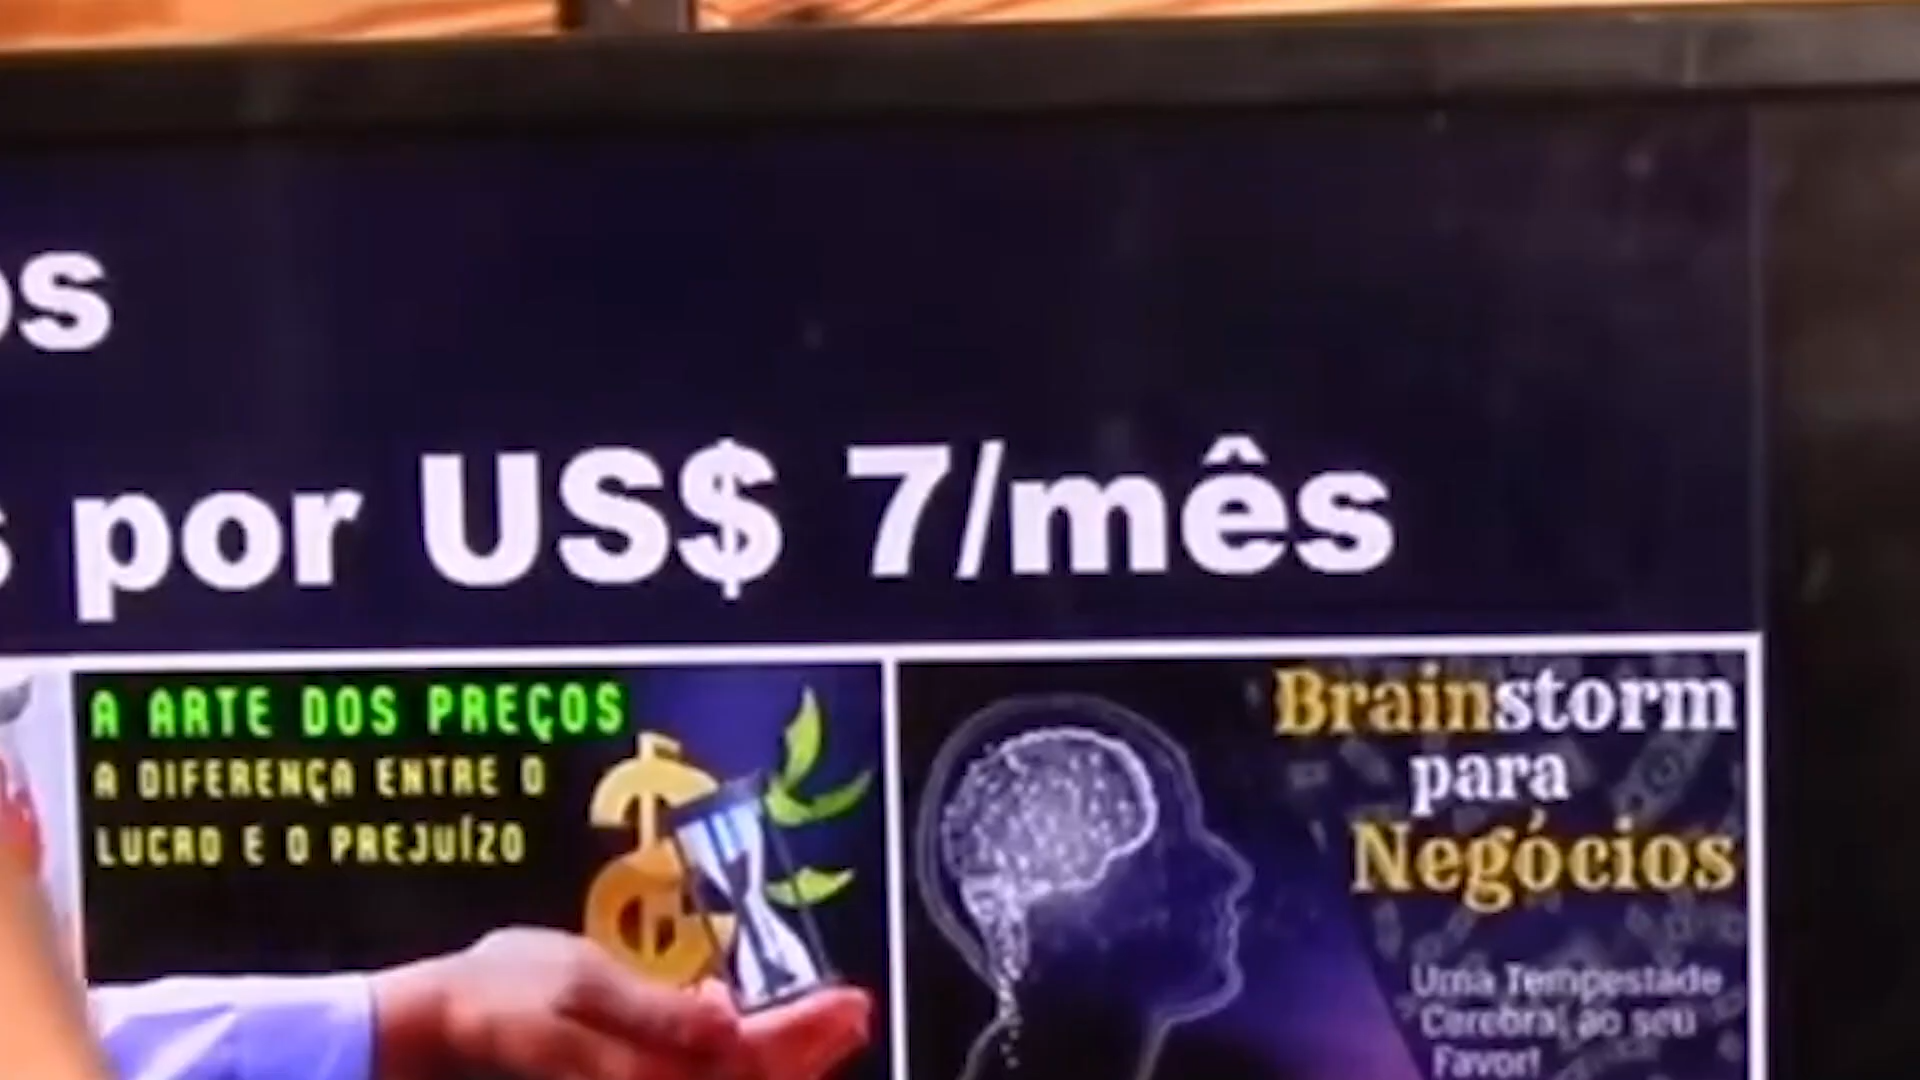 por US$ 7/mês
A ARTE DOS PREÇOS
A DIFERENÇA ENTRE O
LUCRO E O PREJUÍZO
Brainstorm
para
Negócios
Uma Tempestade
Cerebral ao seu
Favor!